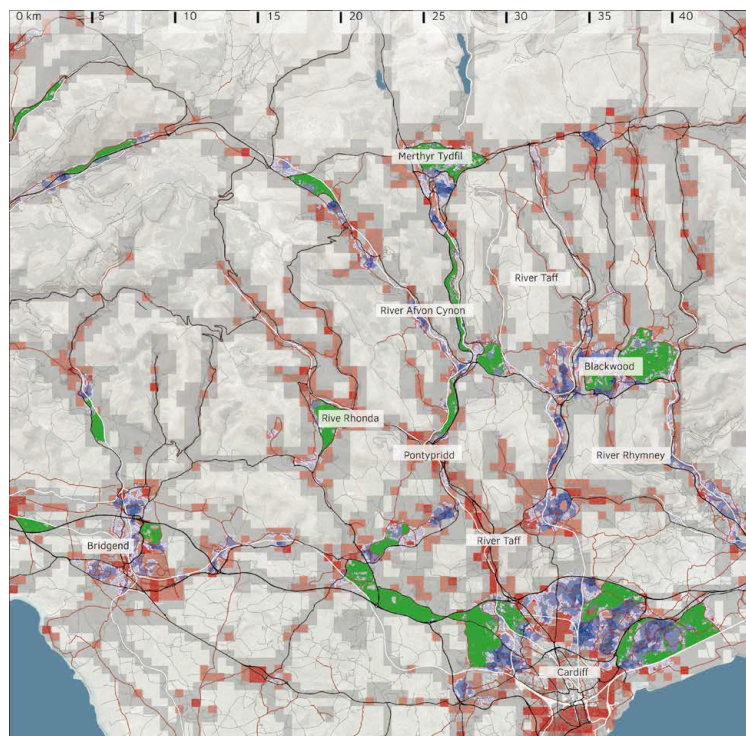 0 km 5 10 15 20 25 30 35 40
Merthyr Tydfil
River Taff
River Afvon Cynon
Blackwood
Rive Rhonda
Pontypridd
River Rhymney
River Taff
Bridgend
Cardiff